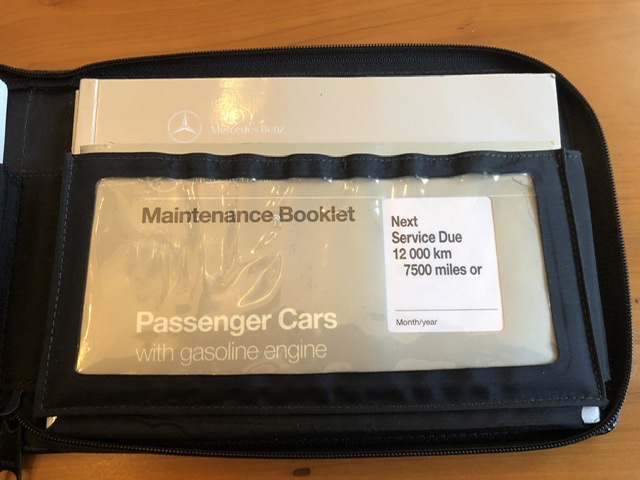 Mercedes-Benz
Maintenance Booklet
Next
Service Due
12 000 km
7500 miles or
Month/year
Passenger Cars
with gasoline engine